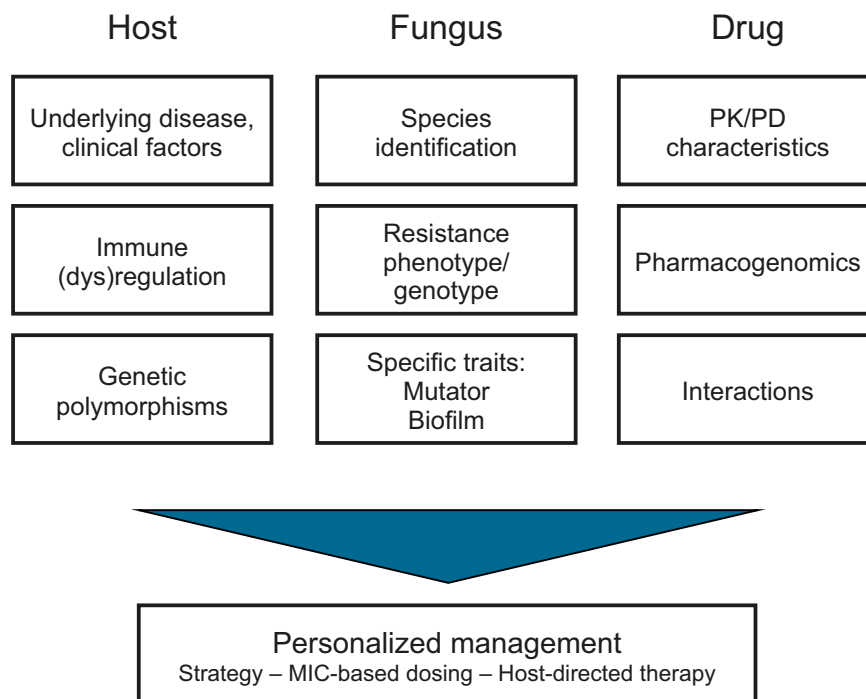 Host
Fungus
Drug
Underlying disease,
clinical factors
Species
identification
PK/PD
characteristics
Immune
(dys)regulation
Resistance
phenotype/
genotype
Pharmacogenomics
Genetic
polymorphisms
Specific traits:
Mutator
Biofilm
Interactions
Personalized management
Strategy – MIC-based dosing – Host-directed therapy